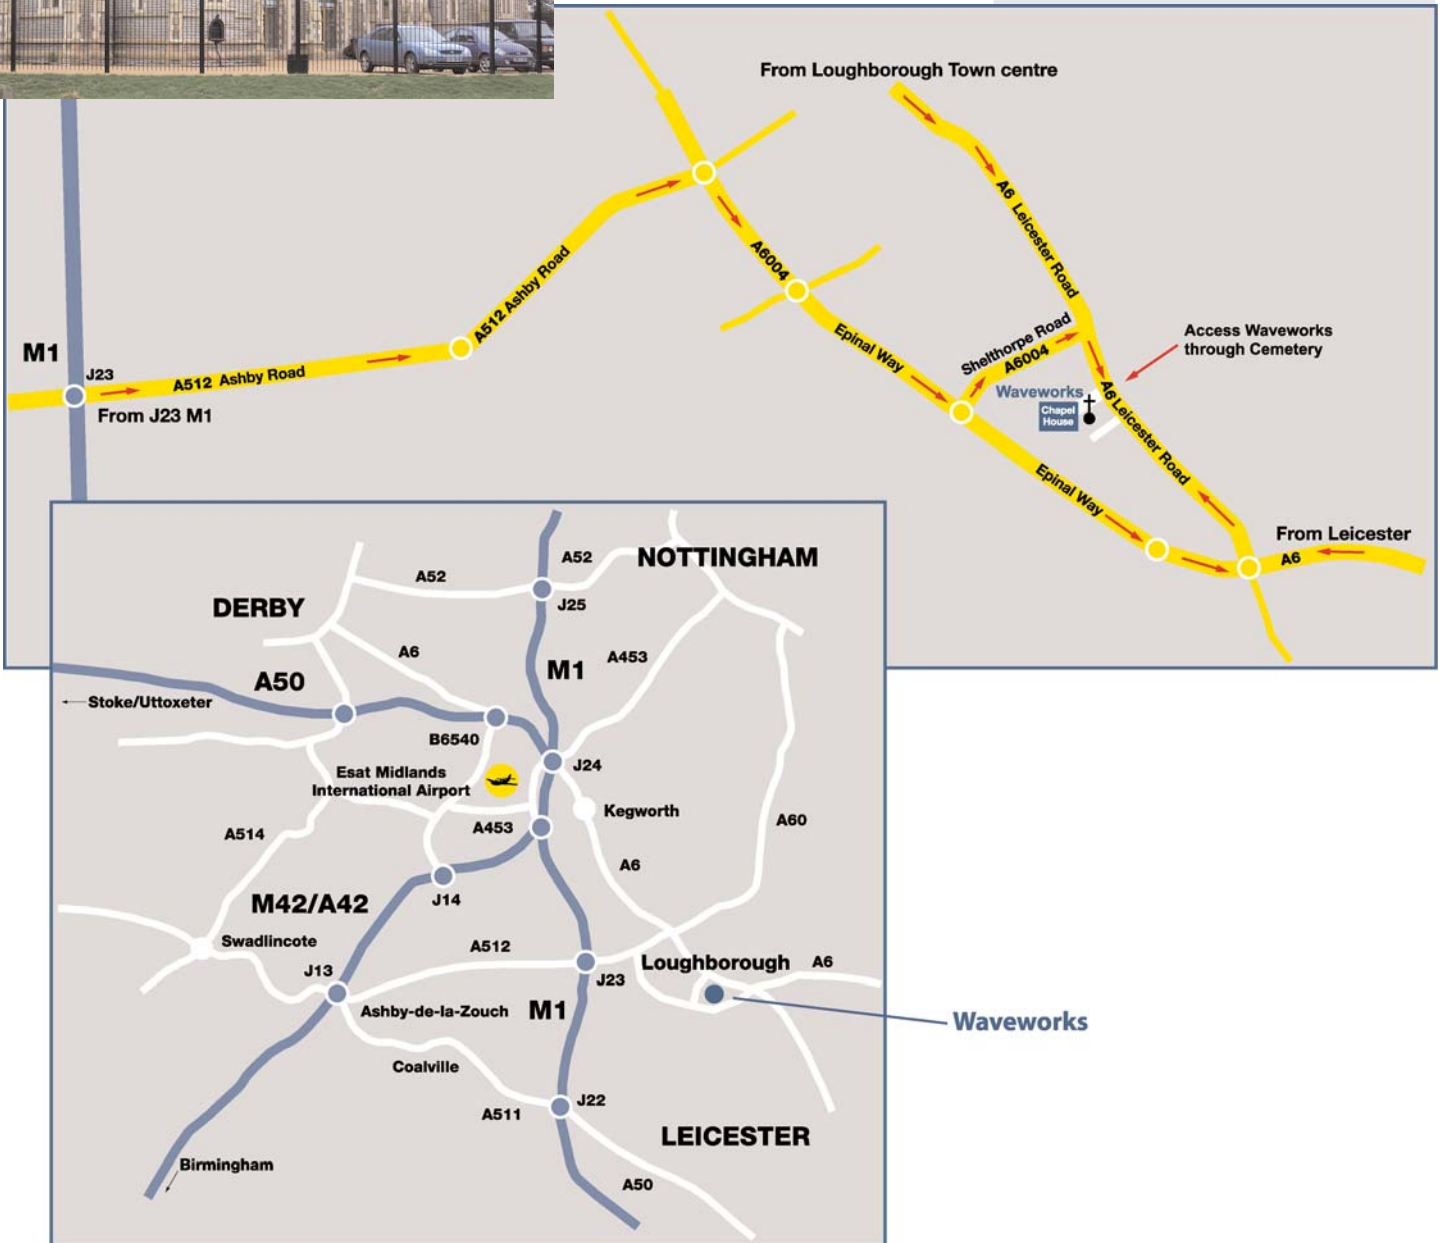 From Loughborough Town centre
A6 Leicester Road
A6004
A512 Ashby Road
Epinal Way
Shelthorpe Road
A6004
Access Waveworks
through Cemetery
M1
J23
A512 Ashby Road
From J23 M1
Waveworks
Chapel
House
A6 Leicester Road
Epinal Way
From Leicester
A6
A52
NOTTINGHAM
A52
J25
DERBY
A6
M1
A453
A50
Stoke/Uttoxeter
B6540
J24
Esat Midlands
International Airport
Kegworth
A514
A453
A60
A6
J14
M42/A42
Swadlincote
A512
J13
Loughborough
A6
J23
Ashby-de-la-Zouch
M1
Waveworks
Coalville
J22
A511
LEICESTER
Birmingham
A50